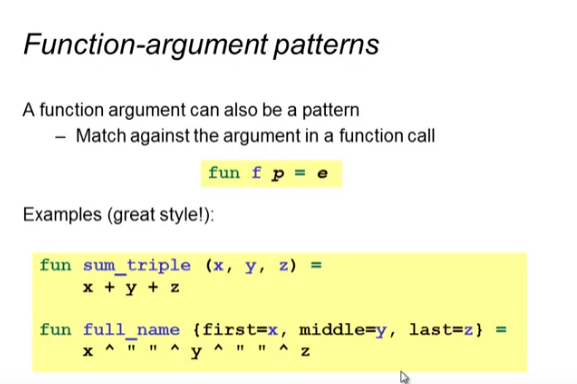 Function-argument patterns
A function argument can also be a pattern
– Match against the argument in a function call
fun f p = e
Examples (great style!):
fun sum_triple (x, y, z) =
x + y + z
fun full_name {first=x, middle=y, last=z} =
x ^ " " ^ y ^ " " ^ z